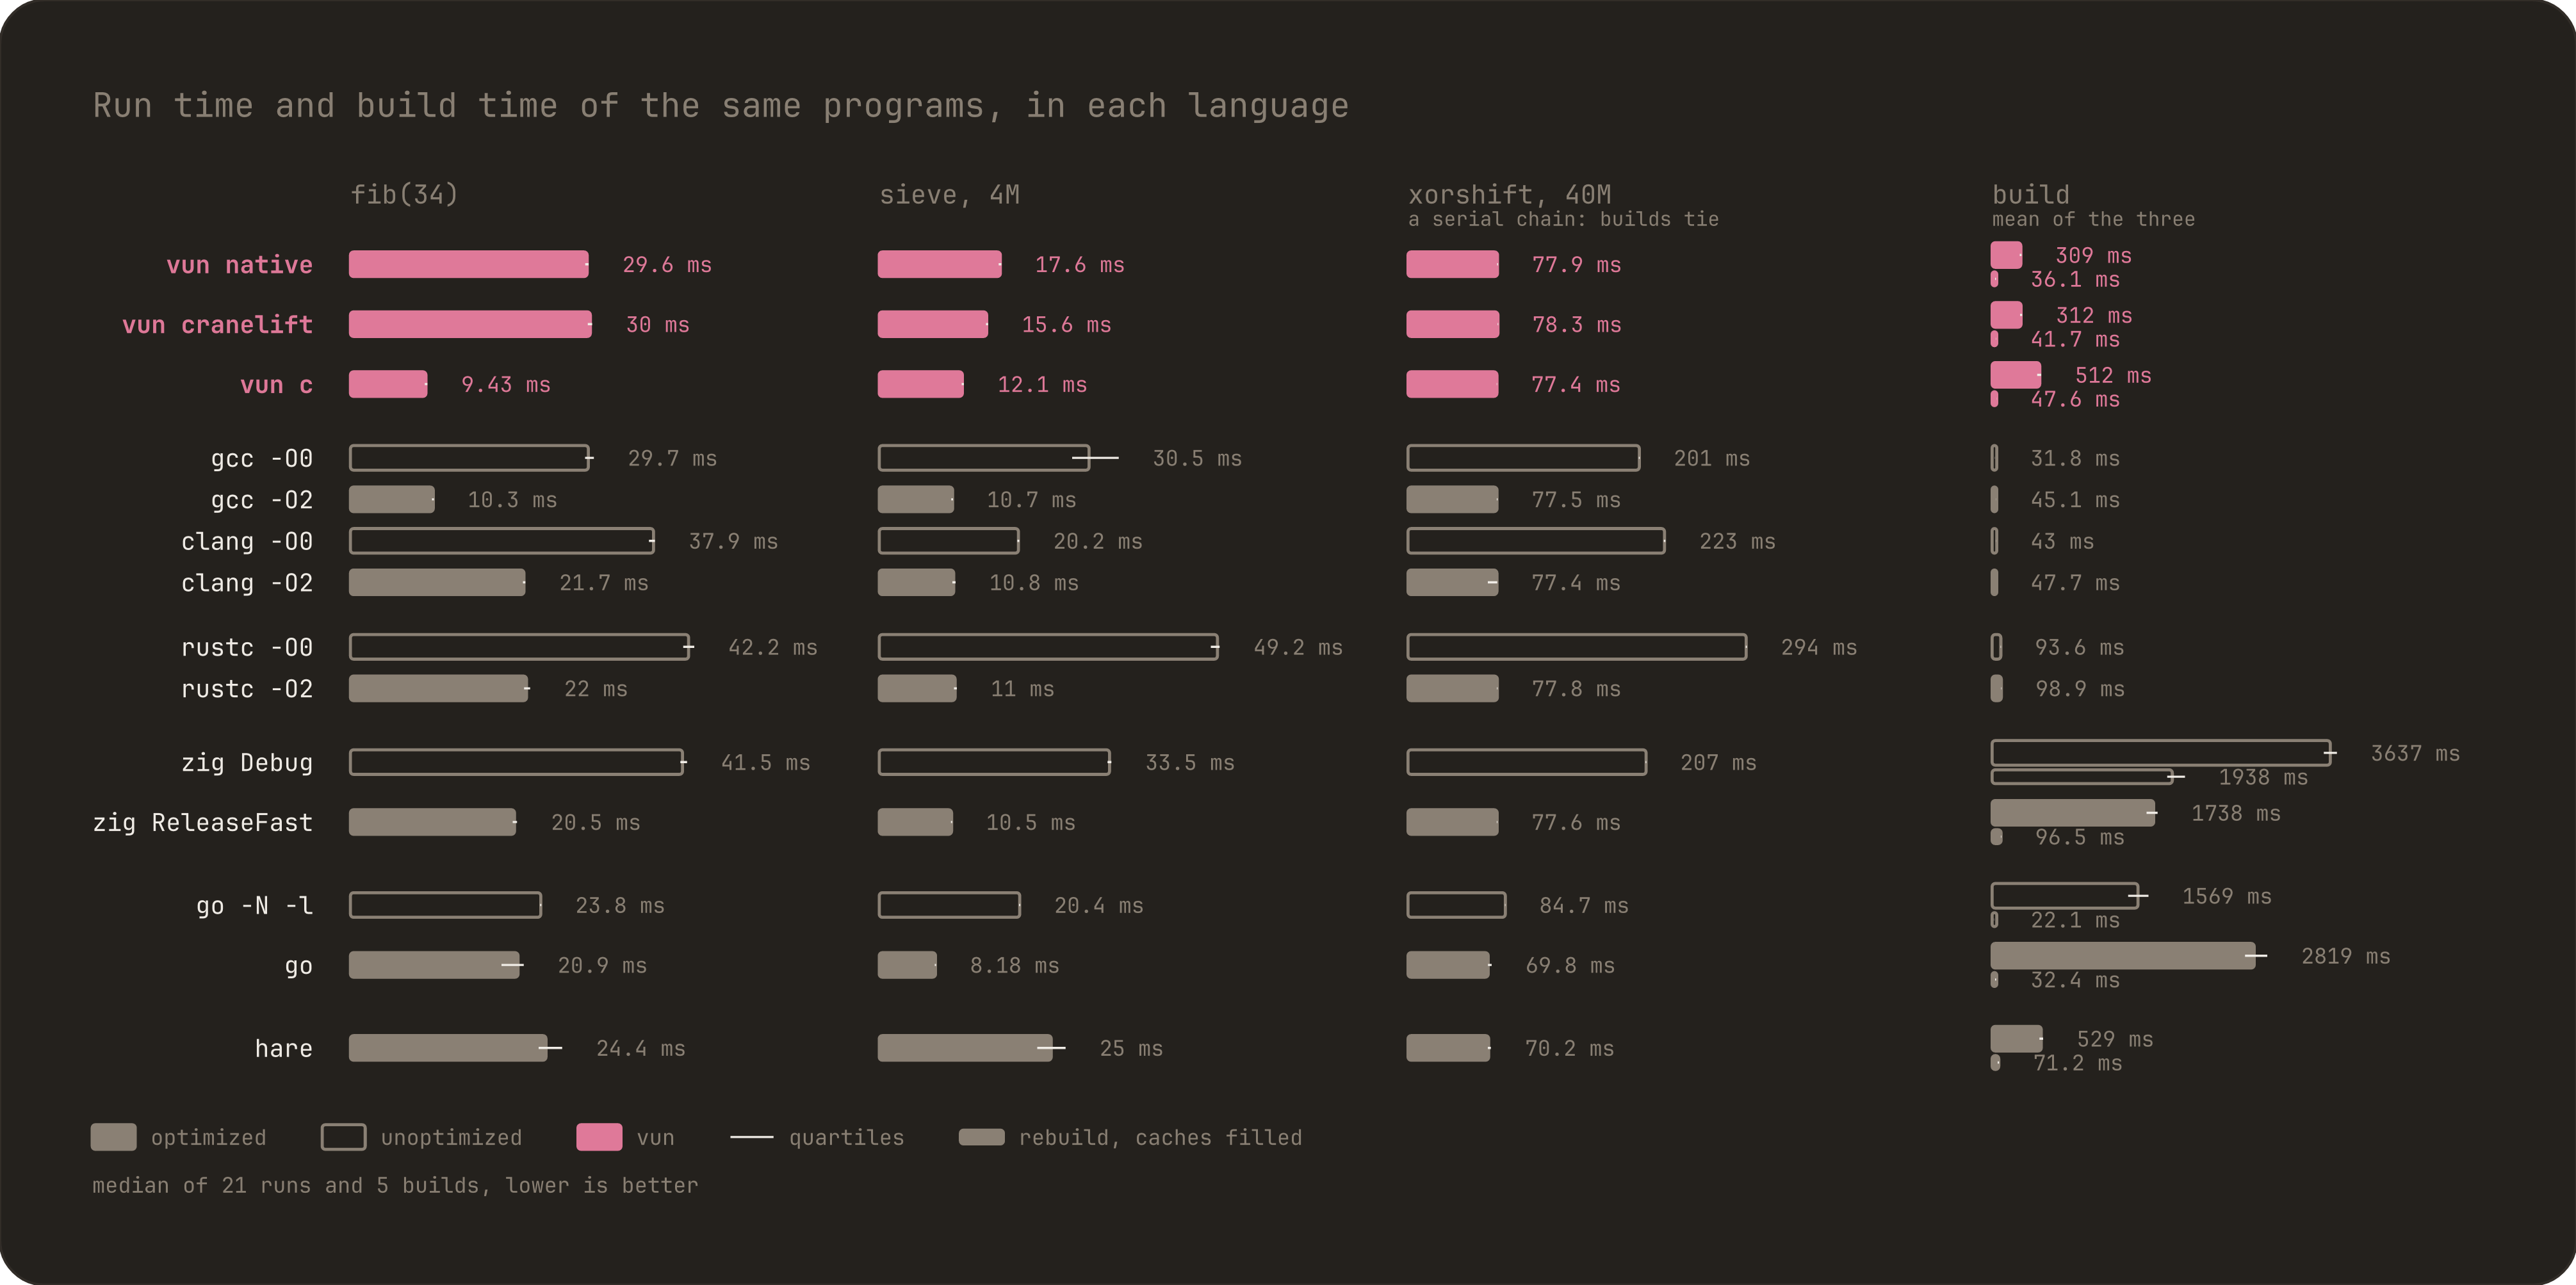 Run time and build time of the same programs, in each language
fib(34) sieve, 4M xorshift, 40M build
a serial chain: builds tie mean of the three
vun native 29.6 ms 17.6 ms 77.9 ms 309 ms
36.1 ms
vun cranelift 30 ms 15.6 ms 78.3 ms 312 ms
41.7 ms
vun c 9.43 ms 12.1 ms 77.4 ms 512 ms
47.6 ms
gcc -O0 29.7 ms 30.5 ms 201 ms 31.8 ms
gcc -O2 10.3 ms 10.7 ms 77.5 ms 45.1 ms
clang -O0 37.9 ms 20.2 ms 223 ms 43 ms
clang -O2 21.7 ms 10.8 ms 77.4 ms 47.7 ms
rustc -O0 42.2 ms 49.2 ms 294 ms 93.6 ms
rustc -O2 22 ms 11 ms 77.8 ms 98.9 ms
zig Debug 41.5 ms 33.5 ms 207 ms 3637 ms
1938 ms
zig ReleaseFast 20.5 ms 10.5 ms 77.6 ms 1738 ms
96.5 ms
go -N -l 23.8 ms 20.4 ms 84.7 ms 1569 ms
22.1 ms
go 20.9 ms 8.18 ms 69.8 ms 2819 ms
32.4 ms
hare 24.4 ms 25 ms 70.2 ms 529 ms
71.2 ms
optimized unoptimized vun quartiles rebuild, caches filled
median of 21 runs and 5 builds, lower is better